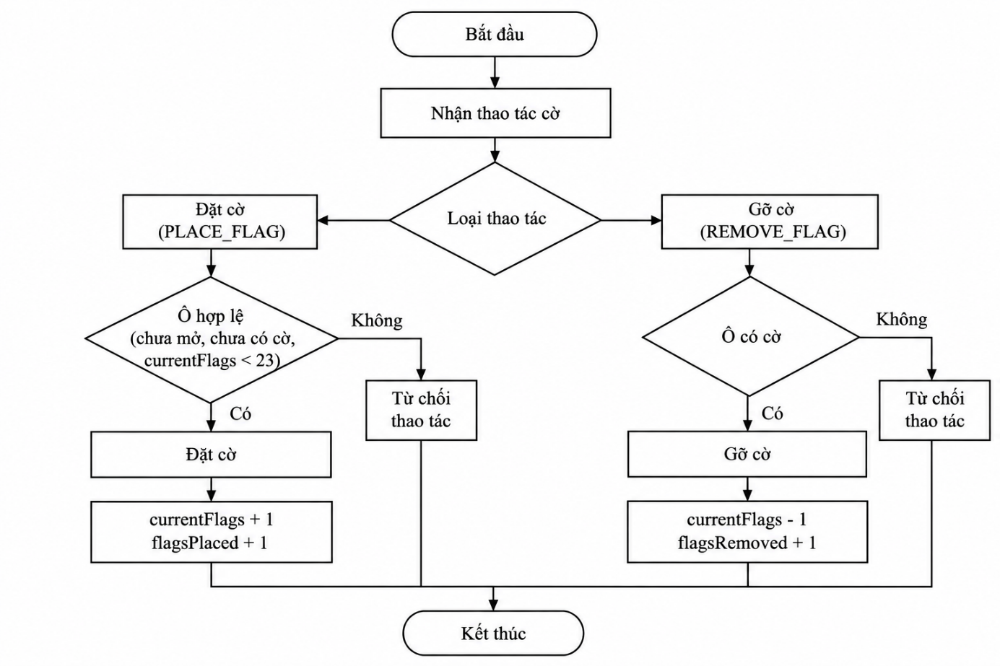 Bắt đầu
Nhận thao tác cờ
Loại thao tác
Đặt cờ
(PLACE_FLAG)
Gỡ cờ
(REMOVE_FLAG)
Ô hợp lệ
(chưa mở, chưa có cờ,
currentFlags < 23)
Không
Ô có cờ
Không
Từ chối
thao tác
Từ chối
thao tác
Có
Có
Đặt cờ
Gỡ cờ
currentFlags + 1
flagsPlaced + 1
currentFlags - 1
flagsRemoved + 1
Kết thúc